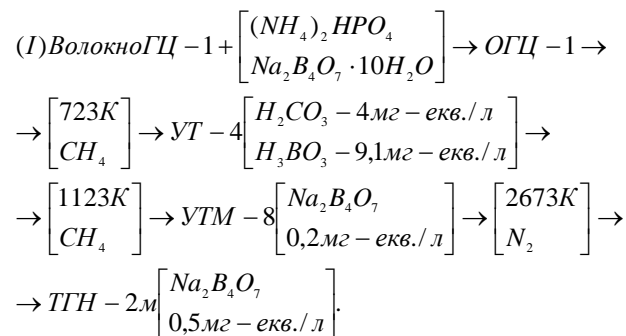 (I)ВолокноГЦ – 1 + [(NH₄)₂HPO₄ / Na₂B₄O₇ · 10H₂O] → ОГЦ – 1 →
→ [723K / CH₄] → УТ – 4 [H₂CO₃ – 4мг – екв./ л / H₃BO₃ – 9,1мг – екв./ л] →
→ [1123K / CH₄] → УТМ – 8 [Na₂B₄O₇ / 0,2мг – екв./ л] → [2673K / N₂] →
→ ТГН – 2м [Na₂B₄O₇ / 0,5мг – екв./ л].